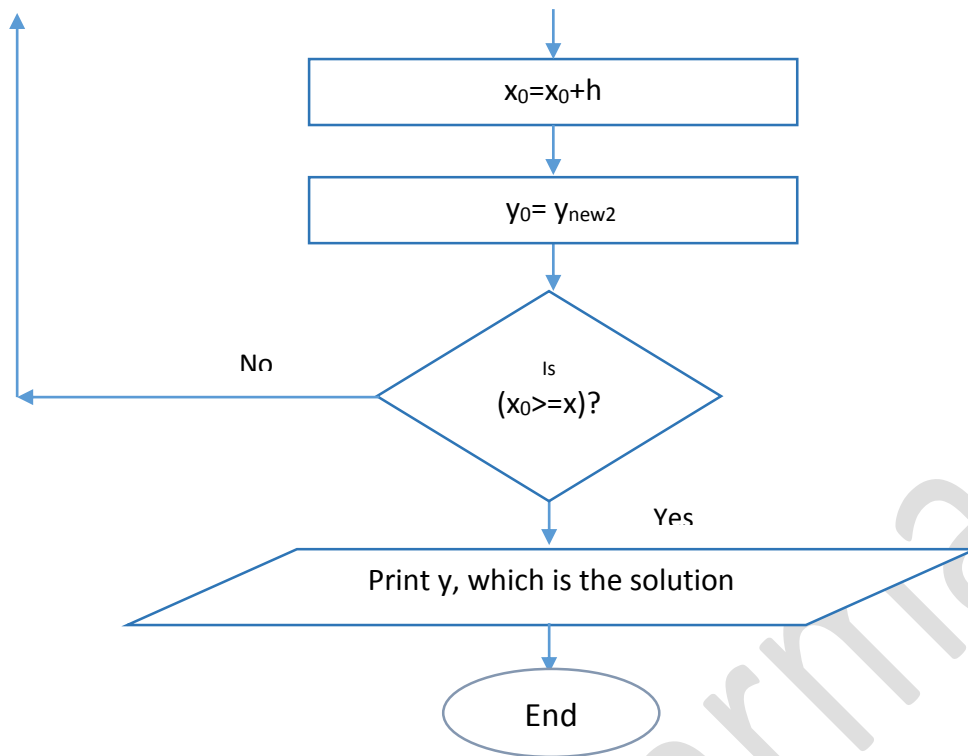 x₀=x₀+h
y₀= yₙₑw₂
No
Is
(x₀>=x)?
Yes
Print y, which is the solution
End